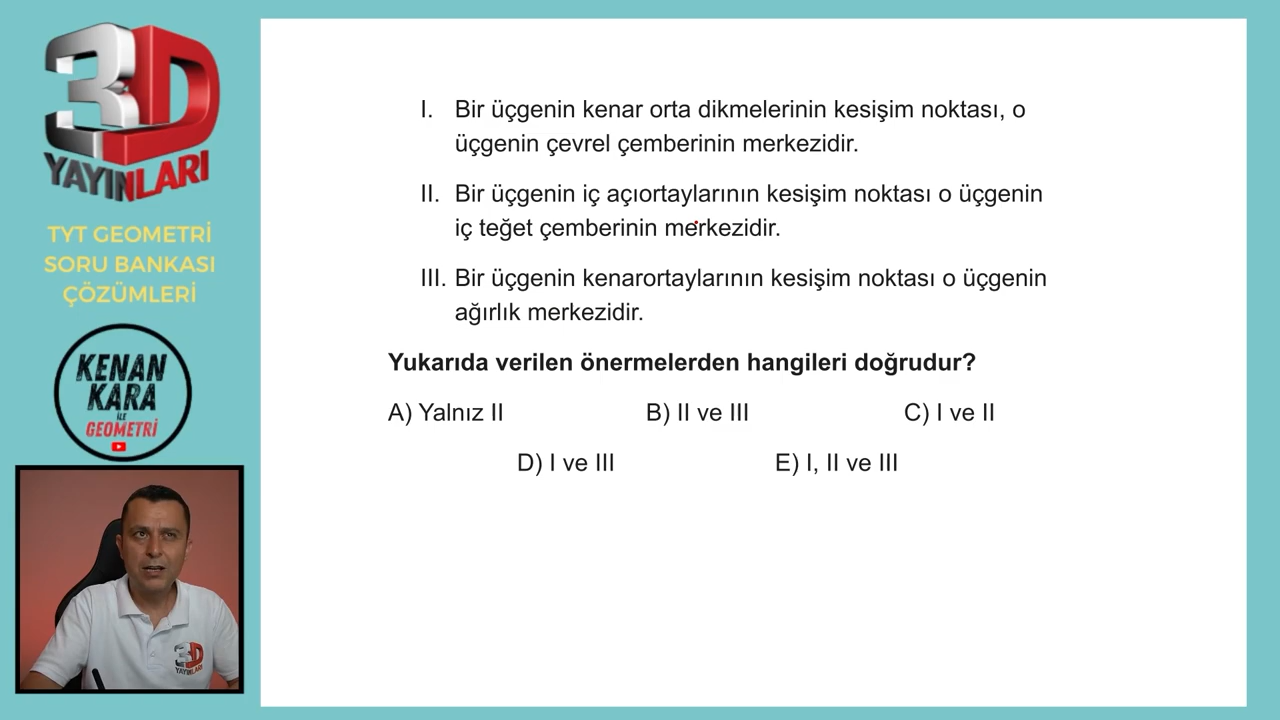 3D
YAYINLARI
TYT GEOMETRİ
SORU BANKASI
ÇÖZÜMLERİ
KENAN
KARA
İLE
GEOMETRİ
3D
YAYINLARI
I. Bir üçgenin kenar orta dikmelerinin kesişim noktası, o
üçgenin çevrel çemberinin merkezidir.
II. Bir üçgenin iç açıortaylarının kesişim noktası o üçgenin
iç teğet çemberinin merkezidir.
III. Bir üçgenin kenarortaylarının kesişim noktası o üçgenin
ağırlık merkezidir.
Yukarıda verilen önermelerden hangileri doğrudur?
A) Yalnız II B) II ve III C) I ve II
D) I ve III E) I, II ve III